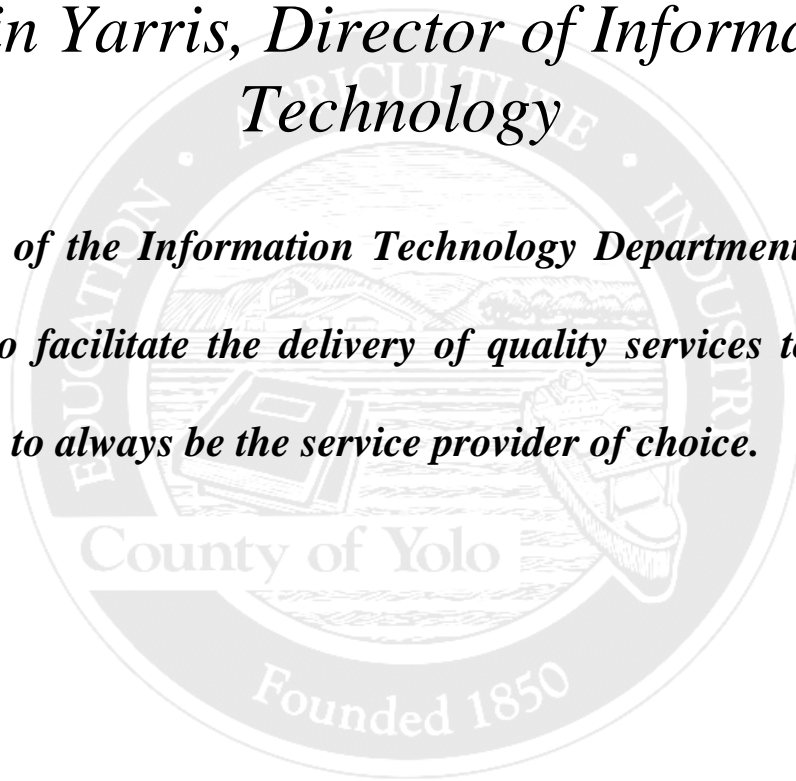 in Yarris, Director of Informa
Technology
of the Information Technology Department
o facilitate the delivery of quality services to
to always be the service provider of choice.
EDUCATION • AGRICULTURE • INDUSTRY
County of Yolo
Founded 1850